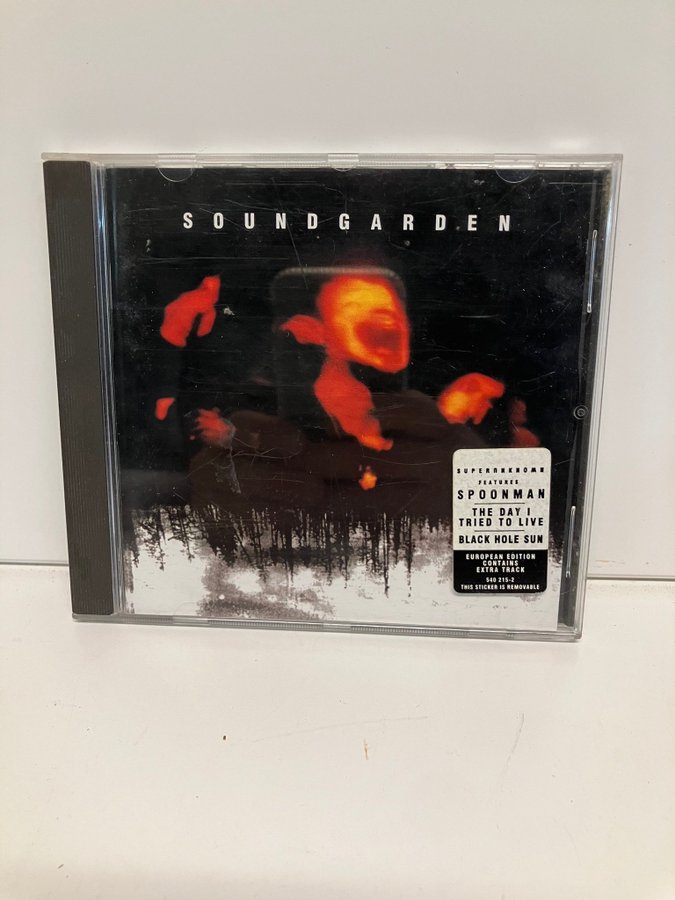 SOUNDGARDEN
SUPERUNKNOWN
FEATURES
SPOONMAN
THE DAY I
TRIED TO LIVE
BLACK HOLE SUN
EUROPEAN EDITION
CONTAINS
EXTRA TRACK
540 215-2
THIS STICKER IS REMOVABLE